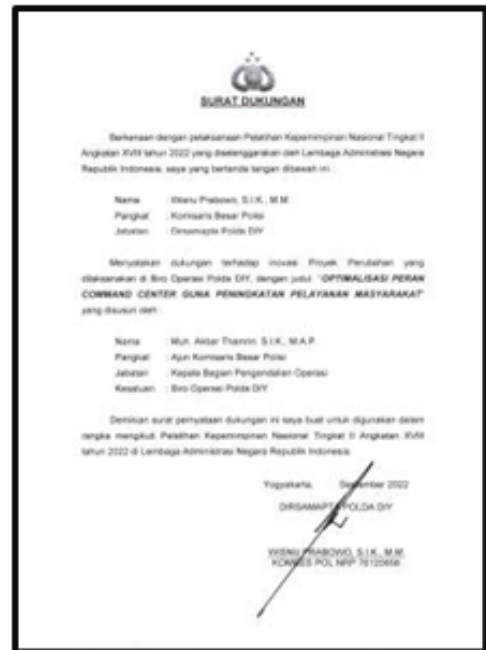 SURAT DUKUNGAN
Berkenaan dengan pelaksanaan Pelatihan Kepemimpinan Nasional Tingkat II
Angkatan XVIII tahun 2022 yang diselenggarakan oleh Lembaga Administrasi Negara
Republik Indonesia, saya yang bertanda tangan dibawah ini :
Nama : Wisnu Prabowo, S.I.K., M.M.
Pangkat : Komisaris Besar Polisi
Jabatan : Dirsamapta Polda DIY
Menyatakan dukungan terhadap inovasi Proyek Perubahan yang
dilaksanakan di Biro Operasi Polda DIY, dengan judul "OPTIMALISASI PERAN
COMMAND CENTER GUNA PENINGKATAN PELAYANAN MASYARAKAT"
yang disusun oleh :
Nama : Muh. Akbar Thamrin, S.I.K., M.A.P.
Pangkat : Ajun Komisaris Besar Polisi
Jabatan : Kepala Bagian Pengendalian Operasi
Kesatuan : Biro Operasi Polda DIY
Demikian surat pernyataan dukungan ini saya buat untuk digunakan dalam
rangka mengikuti Pelatihan Kepemimpinan Nasional Tingkat II Angkatan XVIII
tahun 2022 di Lembaga Administrasi Negara Republik Indonesia.
Yogyakarta, September 2022
DIRSAMAPTA POLDA DIY
WISNU PRABOWO, S.I.K., M.M.
KOMBES POL NRP